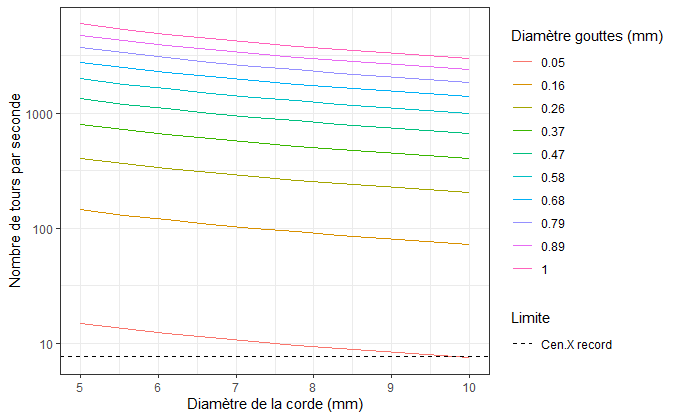 Diamètre gouttes (mm)
0.05
0.16
0.26
0.37
0.47
0.58
0.68
0.79
0.89
1
Limite
Cen.X record
Nombre de tours par seconde
1000
100
10
5 6 7 8 9 10
Diamètre de la corde (mm)